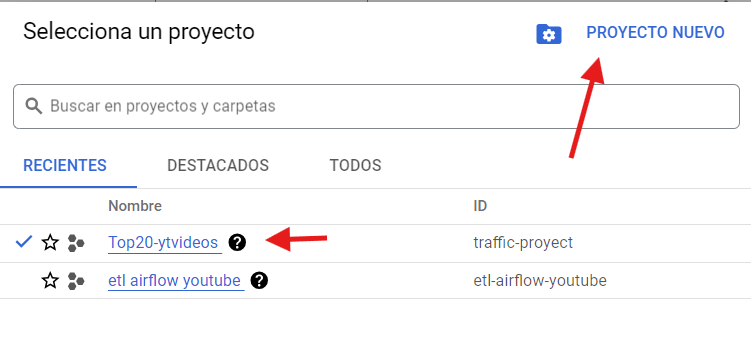 Selecciona un proyecto
PROYECTO NUEVO
Buscar en proyectos y carpetas
RECIENTES DESTACADOS TODOS
Nombre ID
Top20-ytvideos ? traffic-proyect
etl airflow youtube ? etl-airflow-youtube